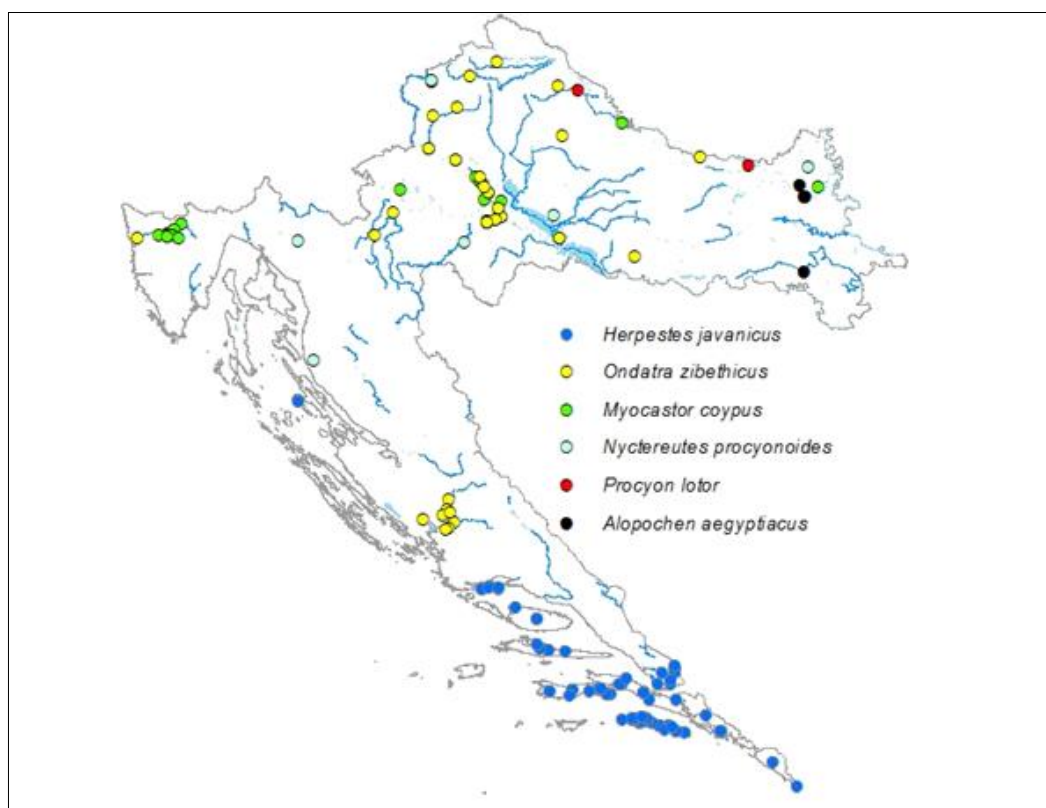 Herpestes javanicus
Ondatra zibethicus
Myocastor coypus
Nyctereutes procyonoides
Procyon lotor
Alopochen aegyptiacus